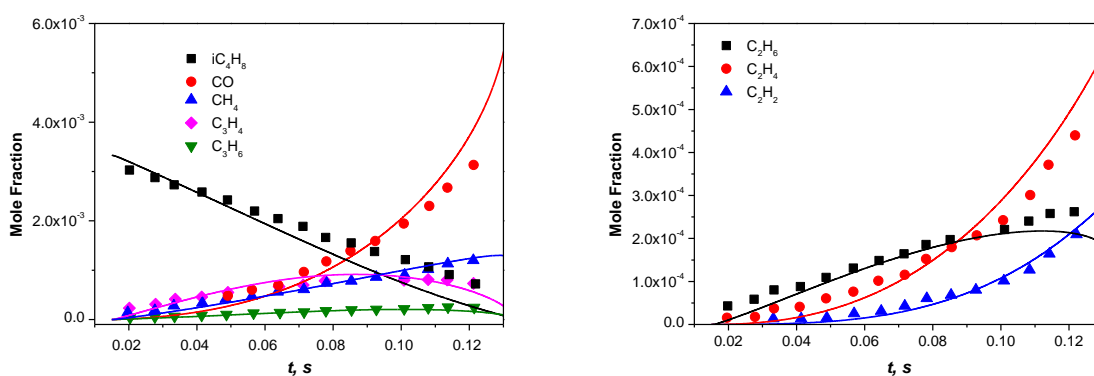 6.0x10⁻³
4.0x10⁻³
2.0x10⁻³
0.0
Mole Fraction
iC₄H₈
CO
CH₄
C₃H₄
C₃H₆
0.02 0.04 0.06 0.08 0.10 0.12
t, s
7.0x10⁻⁴
6.0x10⁻⁴
5.0x10⁻⁴
4.0x10⁻⁴
3.0x10⁻⁴
2.0x10⁻⁴
1.0x10⁻⁴
0.0
Mole Fraction
C₂H₆
C₂H₄
C₂H₂
0.02 0.04 0.06 0.08 0.10 0.12
t, s